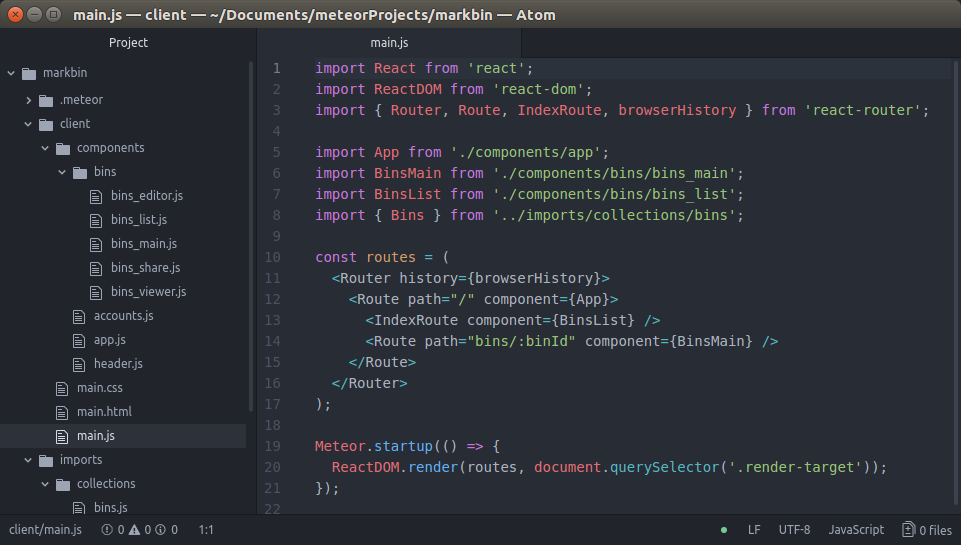 main.js — client — ~/Documents/meteorProjects/markbin — Atom
Project
markbin
.meteor
client
components
bins
bins_editor.js
bins_list.js
bins_main.js
bins_share.js
bins_viewer.js
accounts.js
app.js
header.js
main.css
main.html
main.js
imports
collections
bins.js
main.js
1 import React from 'react';
2 import ReactDOM from 'react-dom';
3 import { Router, Route, IndexRoute, browserHistory } from 'react-router';
4
5 import App from './components/app';
6 import BinsMain from './components/bins/bins_main';
7 import BinsList from './components/bins/bins_list';
8 import { Bins } from '../imports/collections/bins';
9
10 const routes = (
11   <Router history={browserHistory}>
12     <Route path="/" component={App}>
13       <IndexRoute component={BinsList} />
14       <Route path="bins/:binId" component={BinsMain} />
15     </Route>
16   </Router>
17 );
18
19 Meteor.startup(() => {
20   ReactDOM.render(routes, document.querySelector('.render-target'));
21 });
22
client/main.js 0 0 0 1:1 LF UTF-8 JavaScript 0 files